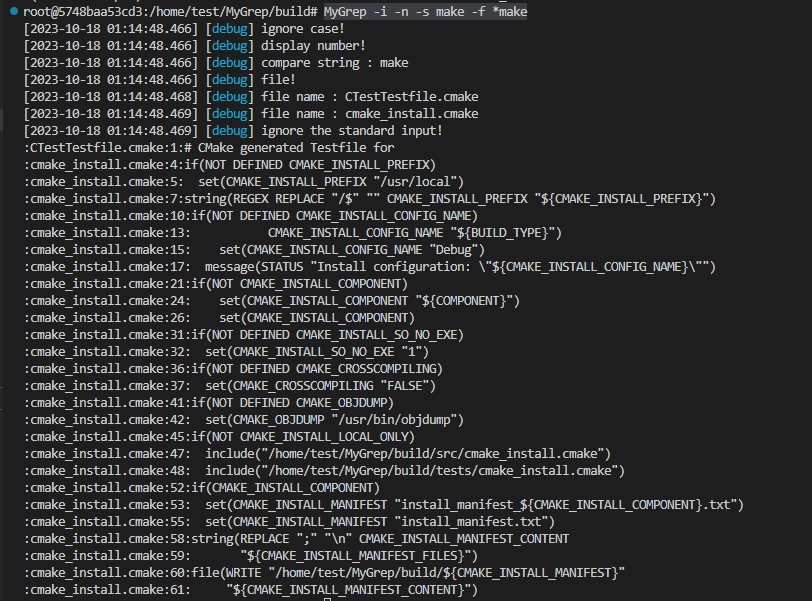 root@5748baa53cd3:/home/test/MyGrep/build# MyGrep -i -n -s make -f *make
[2023-10-18 01:14:48.466] [debug] ignore case!
[2023-10-18 01:14:48.466] [debug] display number!
[2023-10-18 01:14:48.466] [debug] compare string : make
[2023-10-18 01:14:48.466] [debug] file!
[2023-10-18 01:14:48.468] [debug] file name : CTestTestfile.cmake
[2023-10-18 01:14:48.469] [debug] file name : cmake_install.cmake
[2023-10-18 01:14:48.469] [debug] ignore the standard input!
:CTestTestfile.cmake:1:# CMake generated Testfile for
:cmake_install.cmake:4:if(NOT DEFINED CMAKE_INSTALL_PREFIX)
:cmake_install.cmake:5:  set(CMAKE_INSTALL_PREFIX "/usr/local")
:cmake_install.cmake:7:string(REGEX REPLACE "/$" "" CMAKE_INSTALL_PREFIX "${CMAKE_INSTALL_PREFIX}")
:cmake_install.cmake:10:if(NOT DEFINED CMAKE_INSTALL_CONFIG_NAME)
:cmake_install.cmake:13:           CMAKE_INSTALL_CONFIG_NAME "${BUILD_TYPE}")
:cmake_install.cmake:15:    set(CMAKE_INSTALL_CONFIG_NAME "Debug")
:cmake_install.cmake:17:  message(STATUS "Install configuration: \"${CMAKE_INSTALL_CONFIG_NAME}\"")
:cmake_install.cmake:21:if(NOT CMAKE_INSTALL_COMPONENT)
:cmake_install.cmake:24:    set(CMAKE_INSTALL_COMPONENT "${COMPONENT}")
:cmake_install.cmake:26:    set(CMAKE_INSTALL_COMPONENT)
:cmake_install.cmake:31:if(NOT DEFINED CMAKE_INSTALL_SO_NO_EXE)
:cmake_install.cmake:32:  set(CMAKE_INSTALL_SO_NO_EXE "1")
:cmake_install.cmake:36:if(NOT DEFINED CMAKE_CROSSCOMPILING)
:cmake_install.cmake:37:  set(CMAKE_CROSSCOMPILING "FALSE")
:cmake_install.cmake:41:if(NOT DEFINED CMAKE_OBJDUMP)
:cmake_install.cmake:42:  set(CMAKE_OBJDUMP "/usr/bin/objdump")
:cmake_install.cmake:45:if(NOT CMAKE_INSTALL_LOCAL_ONLY)
:cmake_install.cmake:47:  include("/home/test/MyGrep/build/src/cmake_install.cmake")
:cmake_install.cmake:48:  include("/home/test/MyGrep/build/tests/cmake_install.cmake")
:cmake_install.cmake:52:if(CMAKE_INSTALL_COMPONENT)
:cmake_install.cmake:53:  set(CMAKE_INSTALL_MANIFEST "install_manifest_${CMAKE_INSTALL_COMPONENT}.txt")
:cmake_install.cmake:55:  set(CMAKE_INSTALL_MANIFEST "install_manifest.txt")
:cmake_install.cmake:58:string(REPLACE ";" "\n" CMAKE_INSTALL_MANIFEST_CONTENT
:cmake_install.cmake:59:       "${CMAKE_INSTALL_MANIFEST_FILES}")
:cmake_install.cmake:60:file(WRITE "/home/test/MyGrep/build/${CMAKE_INSTALL_MANIFEST}"
:cmake_install.cmake:61:     "${CMAKE_INSTALL_MANIFEST_CONTENT}")